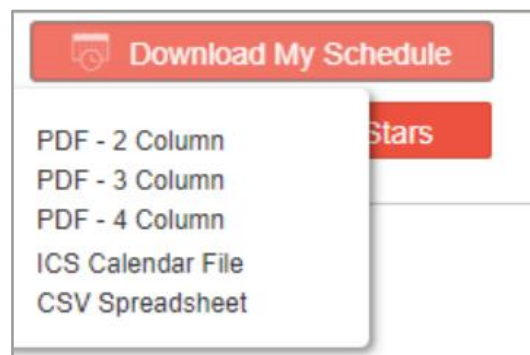 Download My Schedule
Stars
PDF - 2 Column
PDF - 3 Column
PDF - 4 Column
ICS Calendar File
CSV Spreadsheet